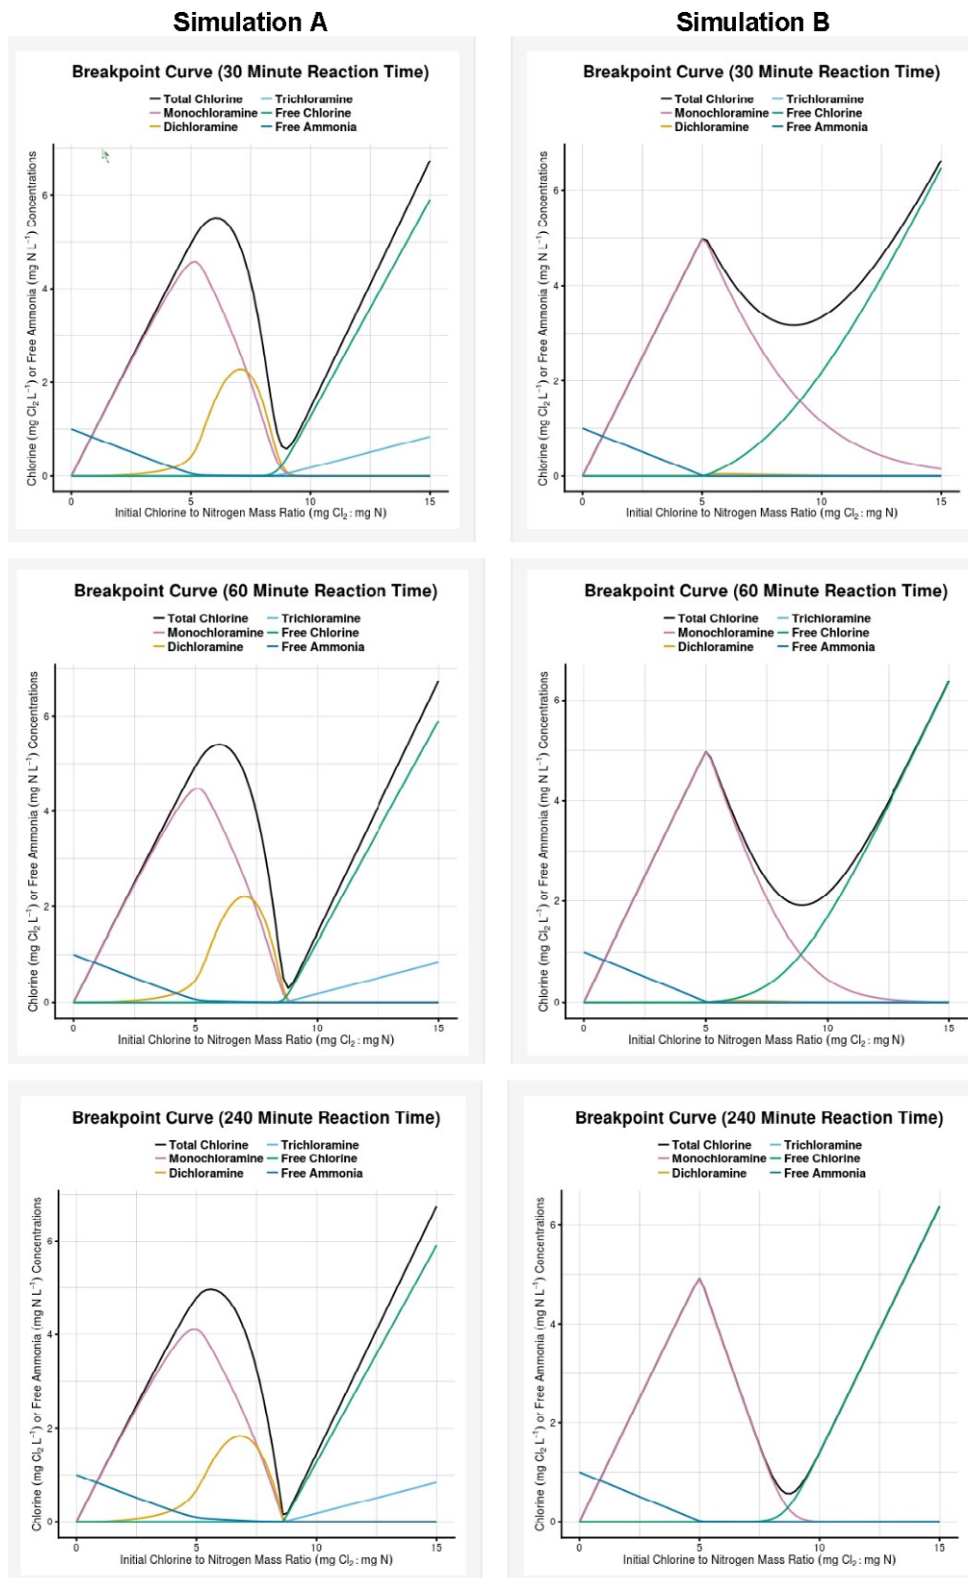 Simulation A
Simulation B
Breakpoint Curve (30 Minute Reaction Time)
Total Chlorine
Trichloramine
Monochloramine
Free Chlorine
Dichloramine
Free Ammonia
Chlorine (mg Cl₂ L⁻¹) or Free Ammonia (mg N L⁻¹) Concentrations
6
4
2
0
0 5 10 15
Initial Chlorine to Nitrogen Mass Ratio (mg Cl₂ : mg N)
Breakpoint Curve (30 Minute Reaction Time)
Total Chlorine
Trichloramine
Monochloramine
Free Chlorine
Dichloramine
Free Ammonia
Chlorine (mg Cl₂ L⁻¹) or Free Ammonia (mg N L⁻¹) Concentrations
6
4
2
0
0 5 10 15
Initial Chlorine to Nitrogen Mass Ratio (mg Cl₂ : mg N)
Breakpoint Curve (60 Minute Reaction Time)
Total Chlorine
Trichloramine
Monochloramine
Free Chlorine
Dichloramine
Free Ammonia
Chlorine (mg Cl₂ L⁻¹) or Free Ammonia (mg N L⁻¹) Concentrations
6
4
2
0
0 5 10 15
Initial Chlorine to Nitrogen Mass Ratio (mg Cl₂ : mg N)
Breakpoint Curve (60 Minute Reaction Time)
Total Chlorine
Trichloramine
Monochloramine
Free Chlorine
Dichloramine
Free Ammonia
Chlorine (mg Cl₂ L⁻¹) or Free Ammonia (mg N L⁻¹) Concentrations
6
4
2
0
0 5 10 15
Initial Chlorine to Nitrogen Mass Ratio (mg Cl₂ : mg N)
Breakpoint Curve (240 Minute Reaction Time)
Total Chlorine
Trichloramine
Monochloramine
Free Chlorine
Dichloramine
Free Ammonia
Chlorine (mg Cl₂ L⁻¹) or Free Ammonia (mg N L⁻¹) Concentrations
6
4
2
0
0 5 10 15
Initial Chlorine to Nitrogen Mass Ratio (mg Cl₂ : mg N)
Breakpoint Curve (240 Minute Reaction Time)
Total Chlorine
Trichloramine
Monochloramine
Free Chlorine
Dichloramine
Free Ammonia
Chlorine (mg Cl₂ L⁻¹) or Free Ammonia (mg N L⁻¹) Concentrations
6
4
2
0
0 5 10 15
Initial Chlorine to Nitrogen Mass Ratio (mg Cl₂ : mg N)